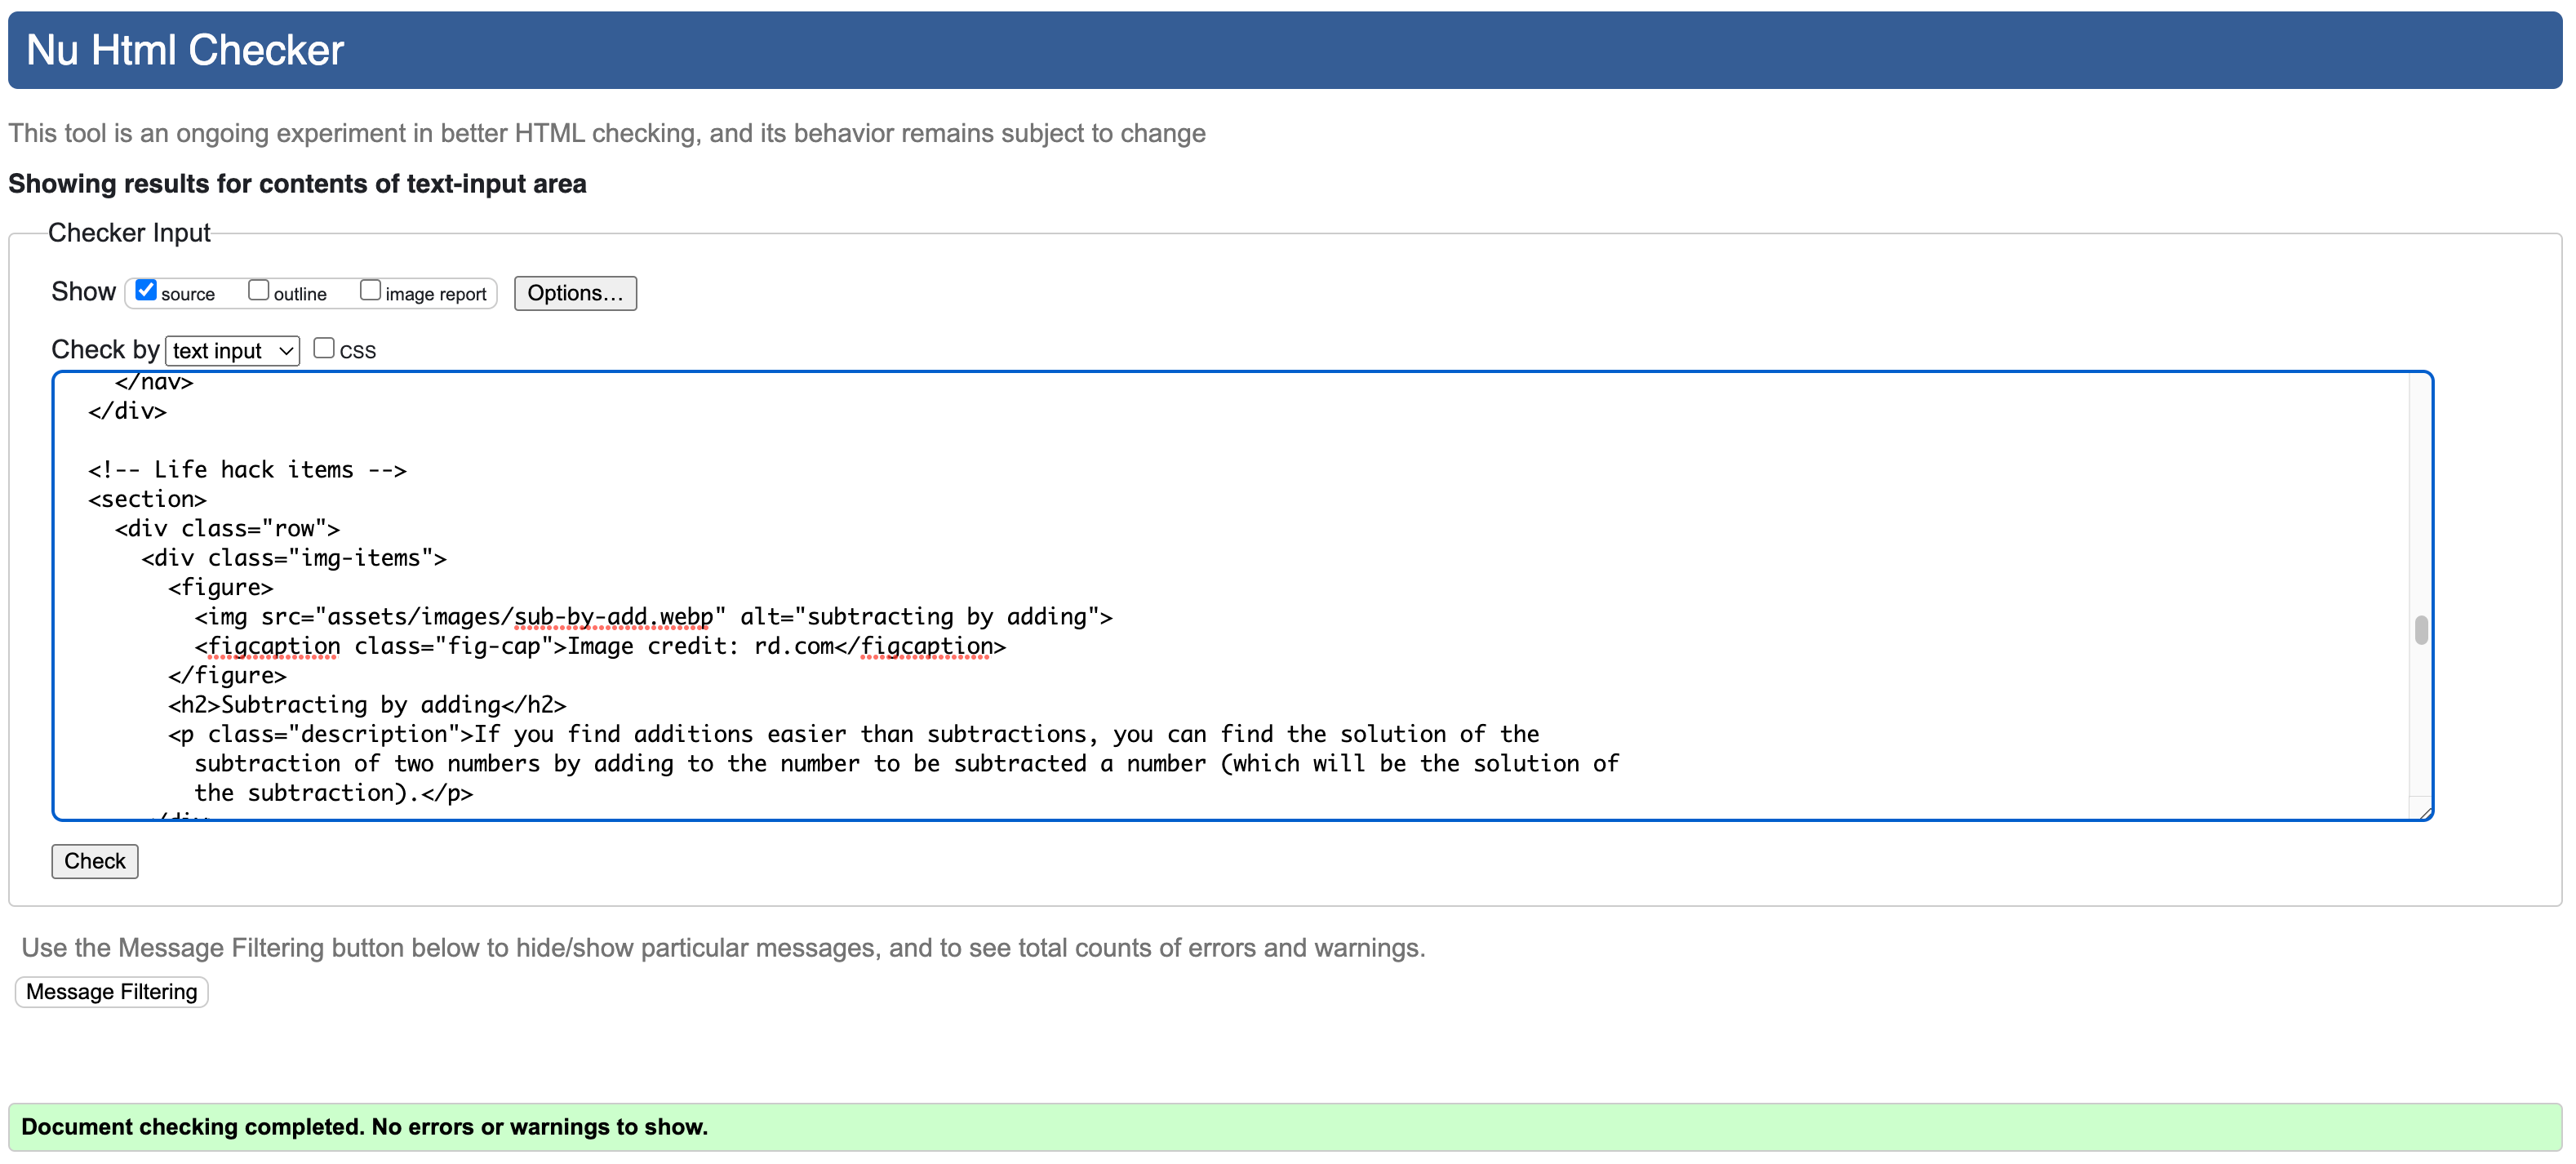 Nu Html Checker
This tool is an ongoing experiment in better HTML checking, and its behavior remains subject to change
Showing results for contents of text-input area
Checker Input
Show source outline image report Options...
Check by text input CSS
</nav>
</div>
<!-- Life hack items -->
<section>
<div class="row">
<div class="img-items">
<figure>
<img src="assets/images/sub-by-add.webp" alt="subtracting by adding">
<figcaption class="fig-cap">Image credit: rd.com</figcaption>
</figure>
<h2>Subtracting by adding</h2>
<p class="description">If you find additions easier than subtractions, you can find the solution of the
subtraction of two numbers by adding to the number to be subtracted a number (which will be the solution of
the subtraction).</p>
Check
Use the Message Filtering button below to hide/show particular messages, and to see total counts of errors and warnings.
Message Filtering
Document checking completed. No errors or warnings to show.